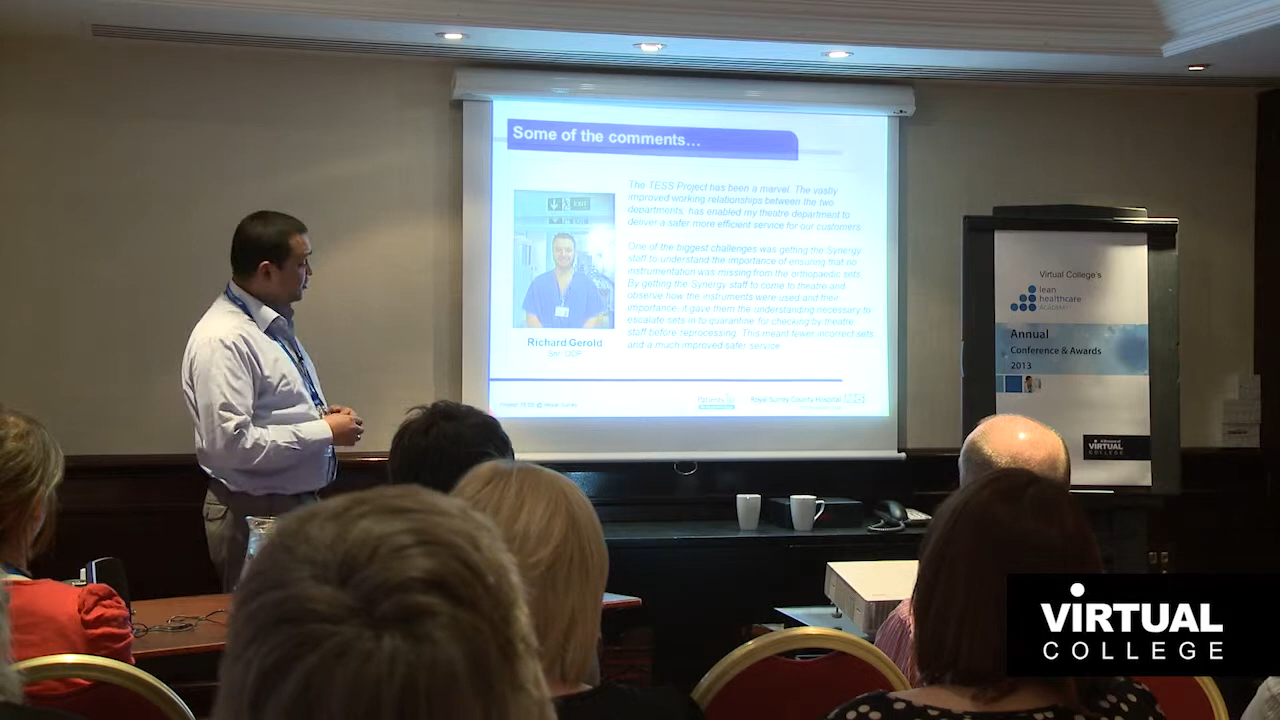 Some of the comments...
The TESS Project has been a marvel. The vastly
improved working relationships between the two
departments, has enabled my theatre department to
deliver a safer more efficient service for our customers.
One of the biggest challenges was getting the Synergy
staff to understand the importance of ensuring that no
instrumentation was missing from the orthopaedic sets.
By getting the Synergy staff to come to theatre and
observe how the instruments were used and their
importance, it gave them the understanding necessary to
escalate sets in to quarantine for checking by theatre
staff before reprocessing. This meant fewer incorrect sets
and a much improved safer service.
EXIT
Richard Gerold
Royal Surrey County Hospital
Virtual College's
lean
healthcare
ACADEMY
Annual
Conference & Awards
2013
VIRTUAL
COLLEGE
VIRTUAL
COLLEGE